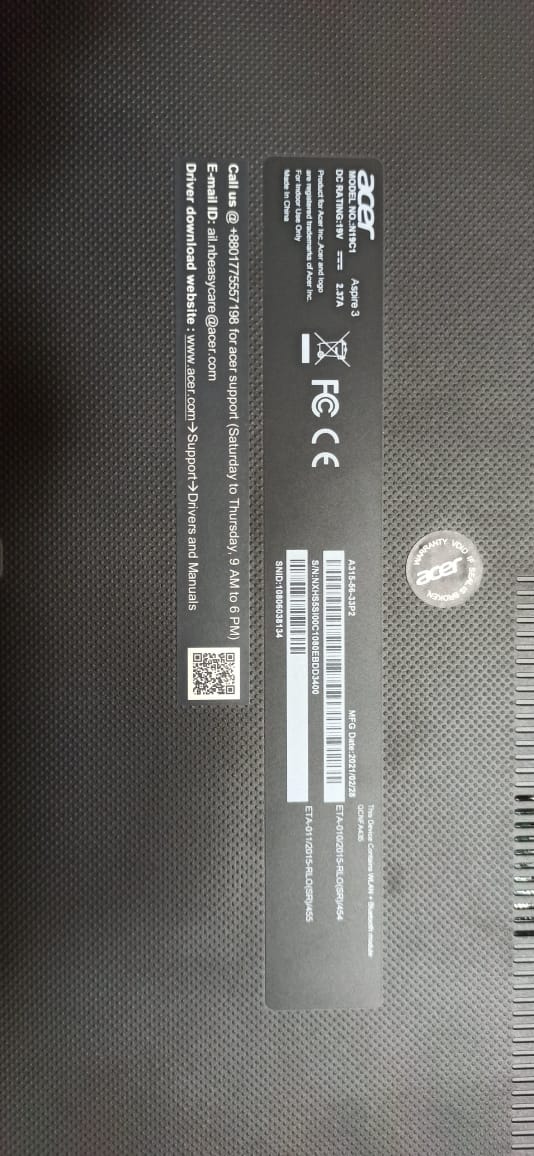 acer
Aspire 3
MODEL NO.:N19C1
DC RATING:19V ⎓ 2.37A
Product for Acer Inc. Acer and logo
are registered trademarks of Acer Inc.
For Indoor Use Only
Made in China
FC CE
A315-56-33P2
MFG Date:2021/02/28
S/N:NXHS5SI00C1080EBDD3400
SNID:10806038134
This Device Contains WLAN + Bluetooth module
QCNFA435
ETA-010/2015-RLO(SR)/454
ETA-011/2015-RLO(SR)/455
WARRANTY VOID IF SEAL IS BROKEN
acer
Call us @ +8801775557198 for acer support (Saturday to Thursday, 9 AM to 6 PM)
E-mail ID: ail.nbeasycare@acer.com
Driver download website : www.acer.com→Support→Drivers and Manuals